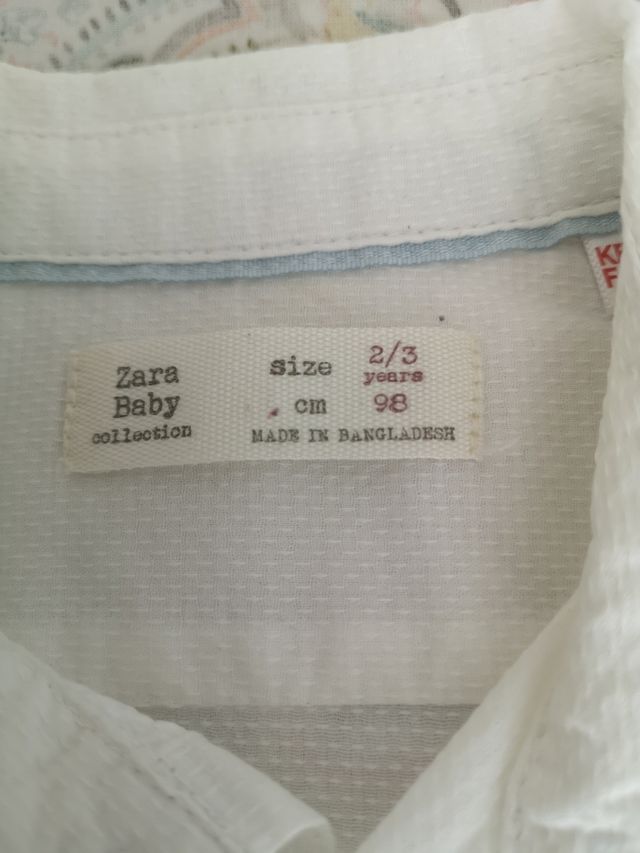 Zara
Baby
collection
size 2/3
years
cm 98
MADE IN BANGLADESH